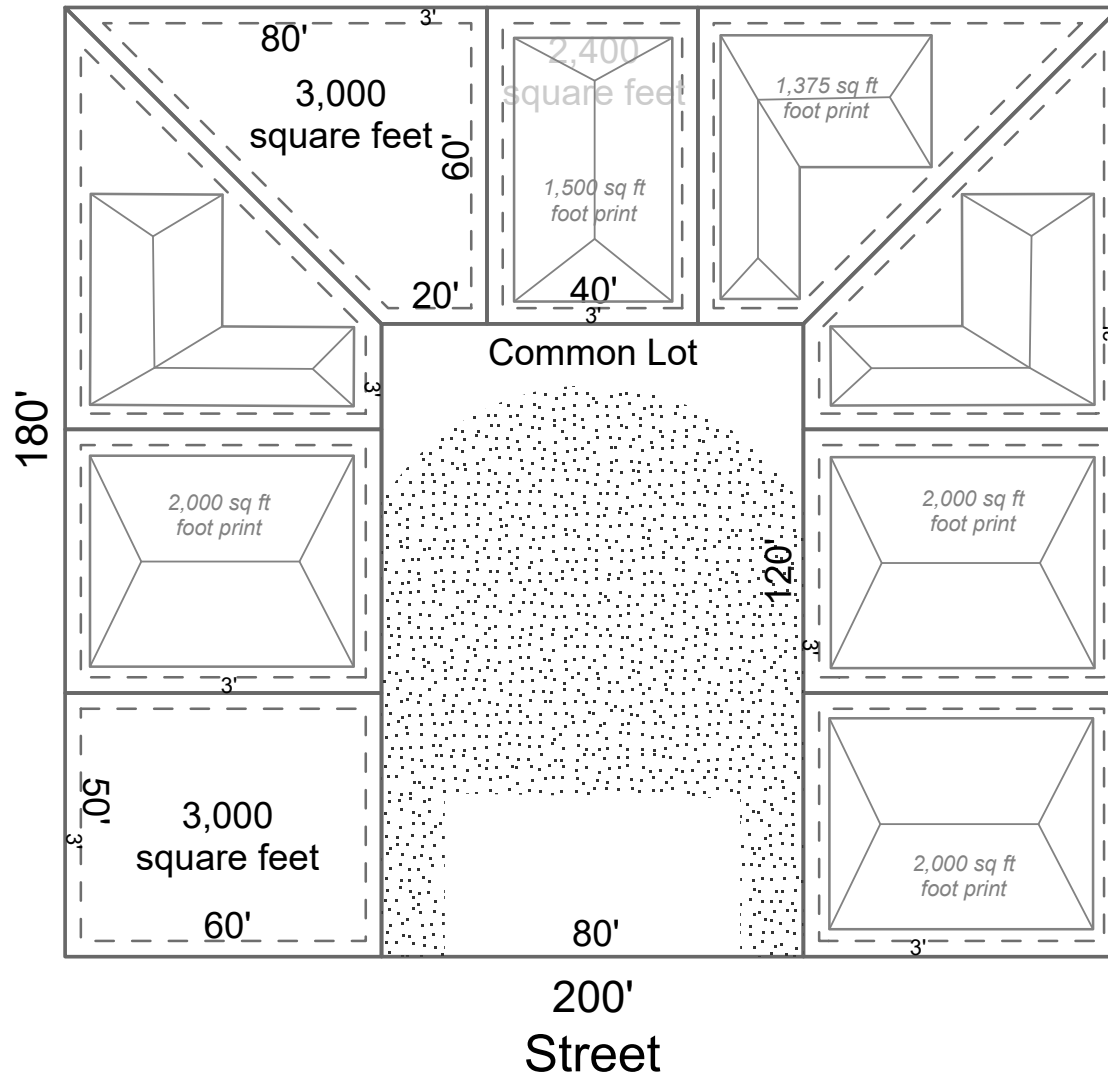 3'
80'
3,000
square feet
60'
20'
2,400
square feet
1,500 sq ft
foot print
40'
3'
1,375 sq ft
foot print
Common Lot
3'
180'
2,000 sq ft
foot print
3'
120'
2,000 sq ft
foot print
3'
50'
3'
3,000
square feet
60'
80'
2,000 sq ft
foot print
3'
200'
Street